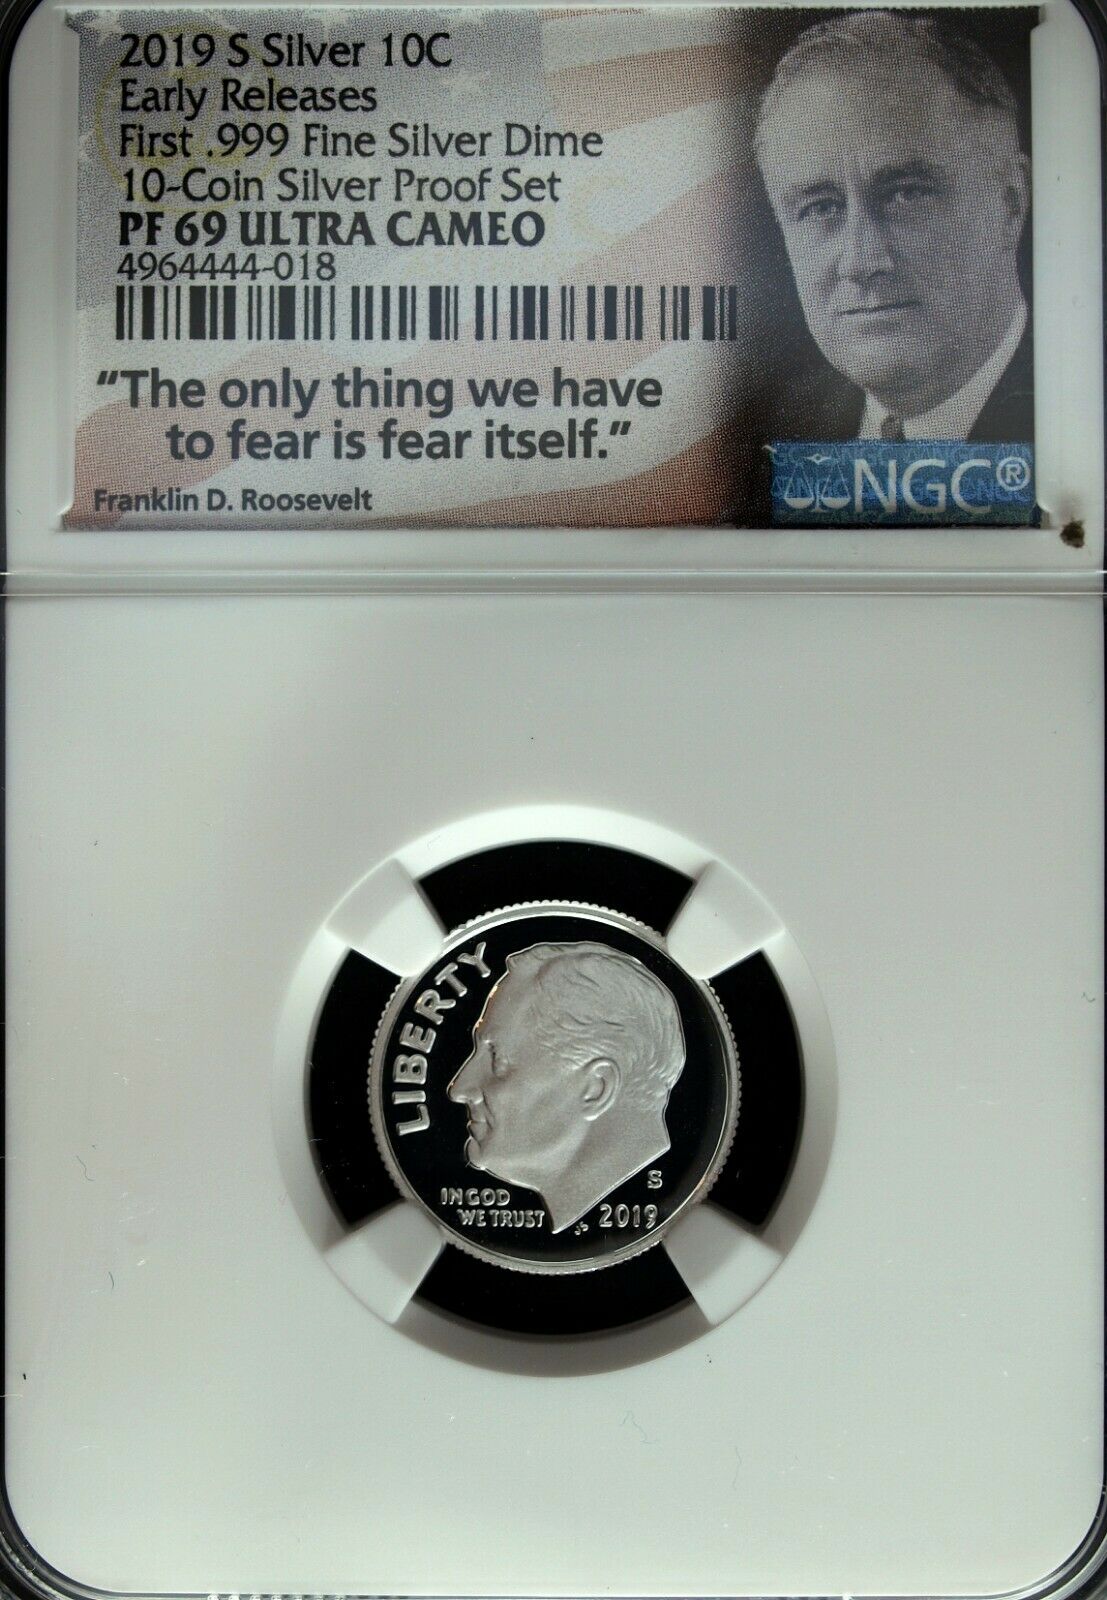 2019 S Silver 10C
Early Releases
First .999 Fine Silver Dime
10-Coin Silver Proof Set
PF 69 ULTRA CAMEO
4964444-018
“The only thing we have
to fear is fear itself.”
Franklin D. Roosevelt
NGC®
LIBERTY
IN GOD
WE TRUST
JS
S
2019